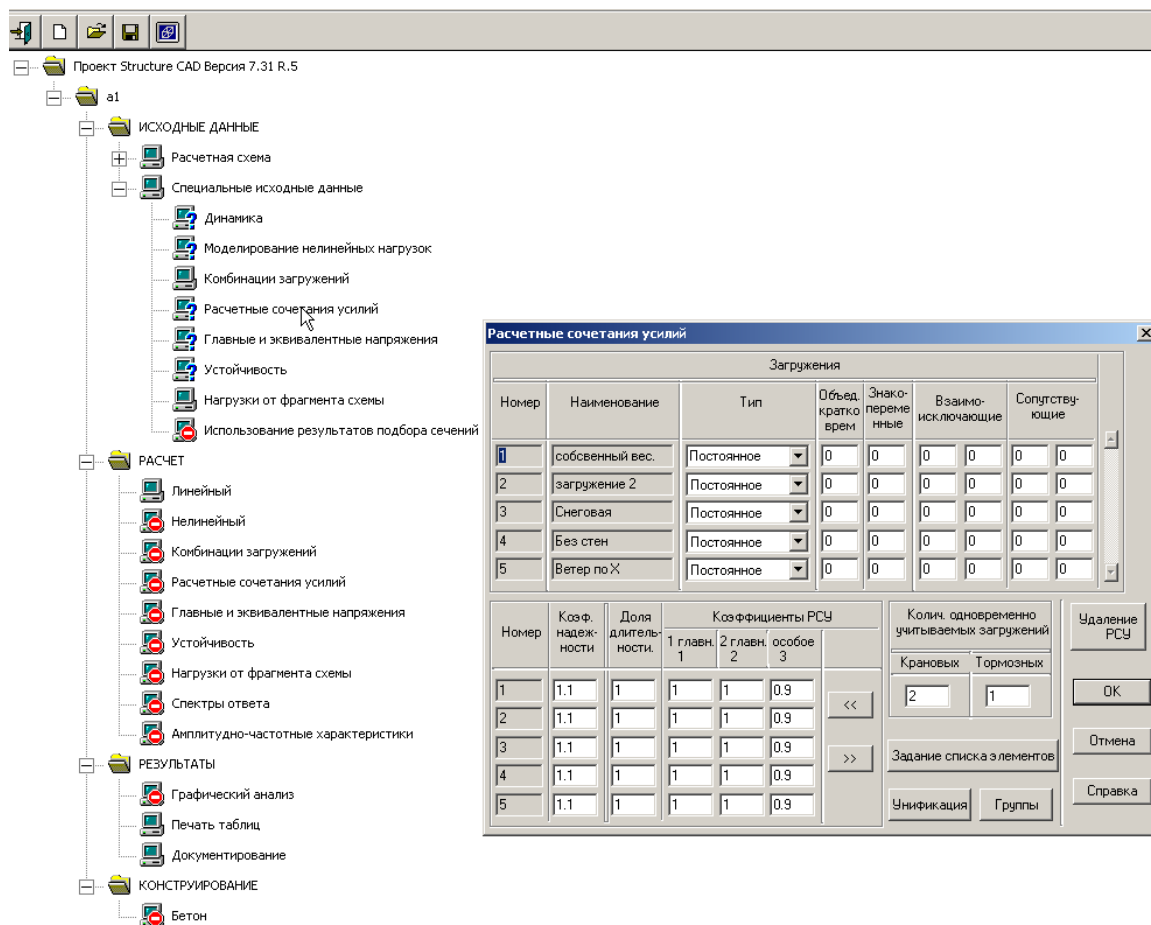 Проект Structure CAD Версия 7.31 R.5
a1
ИСХОДНЫЕ ДАННЫЕ
Расчетная схема
Специальные исходные данные
Динамика
Моделирование нелинейных нагрузок
Комбинации загружений
Расчетные сочетания усилий
Главные и эквивалентные напряжения
Устойчивость
Нагрузки от фрагмента схемы
Использование результатов подбора сечений
РАСЧЕТ
Линейный
Нелинейный
Комбинации загружений
Расчетные сочетания усилий
Главные и эквивалентные напряжения
Устойчивость
Нагрузки от фрагмента схемы
Спектры ответа
Амплитудно-частотные характеристики
РЕЗУЛЬТАТЫ
Графический анализ
Печать таблиц
Документирование
КОНСТРУИРОВАНИЕ
Бетон
Расчетные сочетания усилий
Загружения
Номер Наименование Тип Объед. кратко врем Знако- переме нные Взаимо- исключающие Сопутству- ющие
1 собсвенный вес. Постоянное 0 0 0 0 0 0
2 загружение 2 Постоянное 0 0 0 0 0 0
3 Снеговая Постоянное 0 0 0 0 0 0
4 Без стен Постоянное 0 0 0 0 0 0
5 Ветер по X Постоянное 0 0 0 0 0 0
Номер Коэф. надеж- ности Доля длитель- ности. Коэффициенты РСУ
1 главн. 1 2 главн. 2 особое 3
1 1.1 1 1 1 0.9
2 1.1 1 1 1 0.9
3 1.1 1 1 1 0.9
4 1.1 1 1 1 0.9
5 1.1 1 1 1 0.9
<<
>>
Колич. одновременно
учитываемых загружений
Крановых Тормозных
2 1
Задание списка элементов
Унификация Группы
Удаление
РСУ
OK
Отмена
Справка